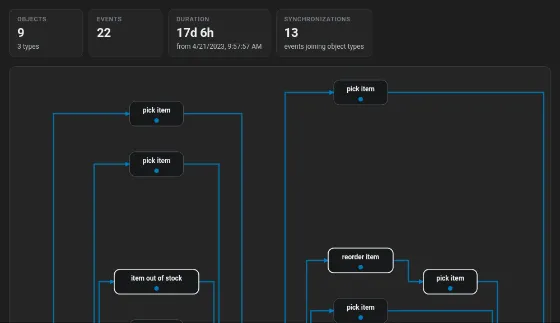 OBJECTS
9
3 types
EVENTS
22
DURATION
17d 6h
from 4/21/2023, 9:57:57 AM
SYNCHRONIZATIONS
13
events joining object types
pick item
pick item
pick item
reorder item
item out of stock
pick item
pick item